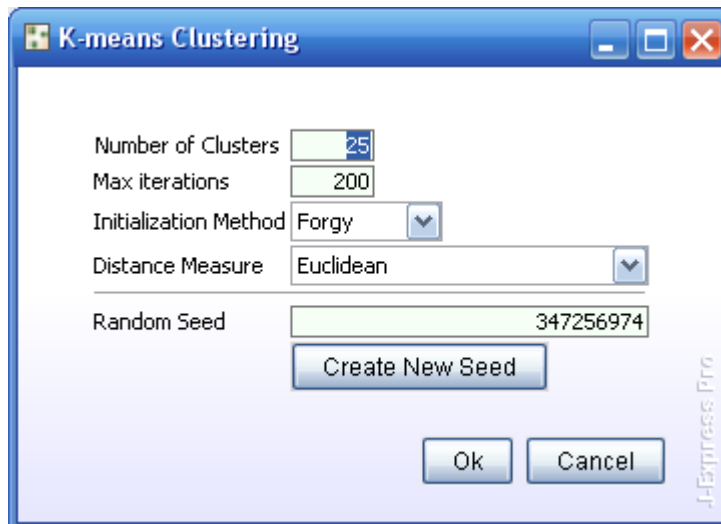 K-means Clustering
Number of Clusters 25
Max iterations 200
Initialization Method Forgy
Distance Measure Euclidean
Random Seed 347256974
Create New Seed
Ok Cancel
J-Express Pro